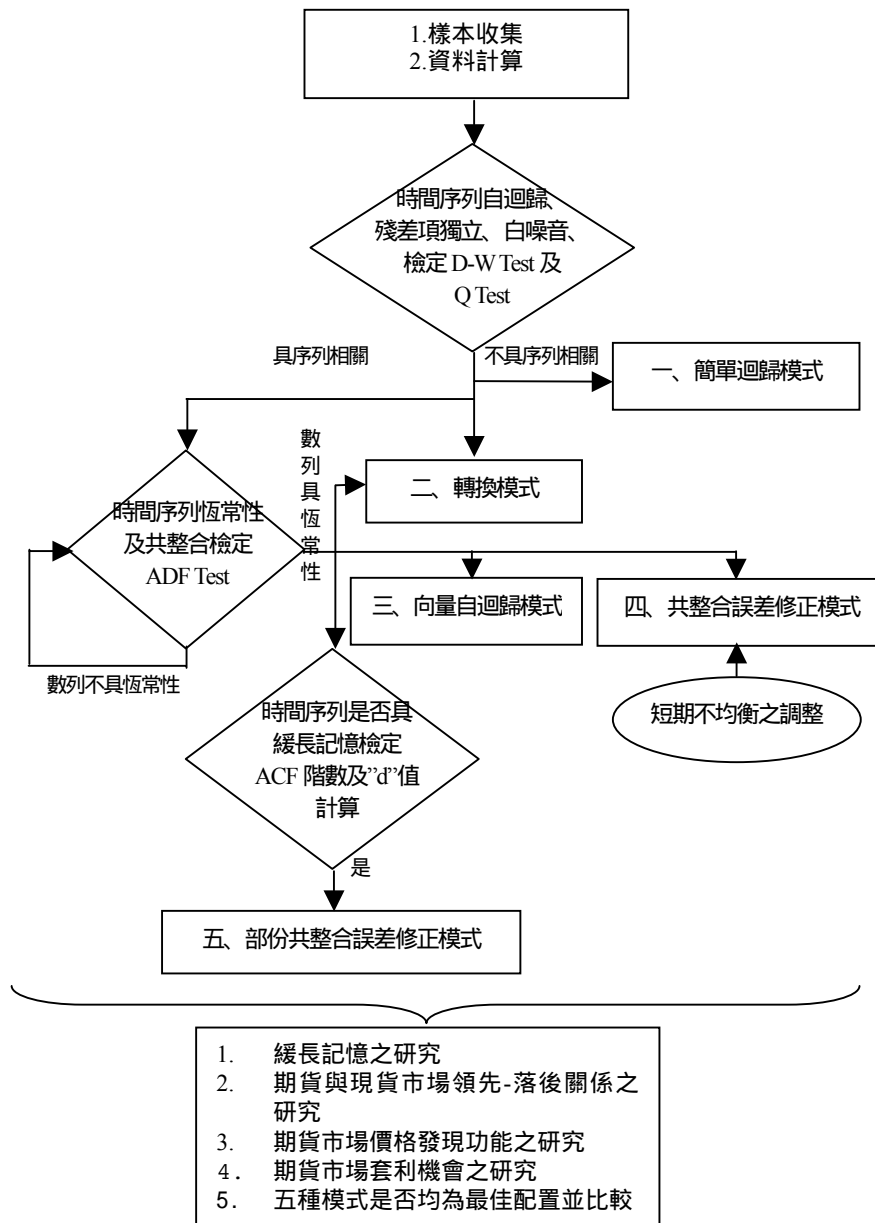 1.樣本收集
2.資料計算
時間序列自迴歸、
殘差項獨立、白噪音、
檢定 D-W Test 及
Q Test
具序列相關
不具序列相關
一、簡單迴歸模式
數列具恆常性
二、轉換模式
時間序列恆常性
及共整合檢定
ADF Test
三、向量自迴歸模式
四、共整合誤差修正模式
數列不具恆常性
短期不均衡之調整
時間序列是否具
緩長記憶檢定
ACF 階數及”d”值
計算
是
五、部份共整合誤差修正模式
1. 緩長記憶之研究
2. 期貨與現貨市場領先-落後關係之
研究
3. 期貨市場價格發現功能之研究
4. 期貨市場套利機會之研究
5. 五種模式是否均為最佳配置並比較